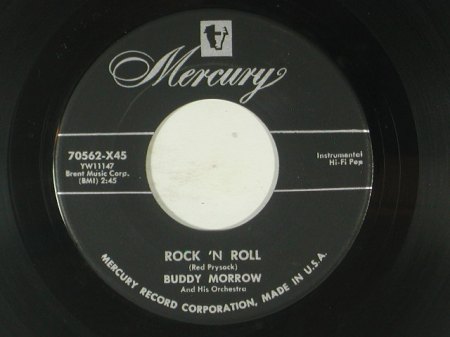 Mercury
70562-X45
YW11147
Brent Music Corp.
(BMI) 2:45
Instrumental
Hi-Fi Pop
ROCK 'N ROLL
(Red Prysock)
BUDDY MORROW
And His Orchestra
MERCURY RECORD CORPORATION, MADE IN U.S.A.